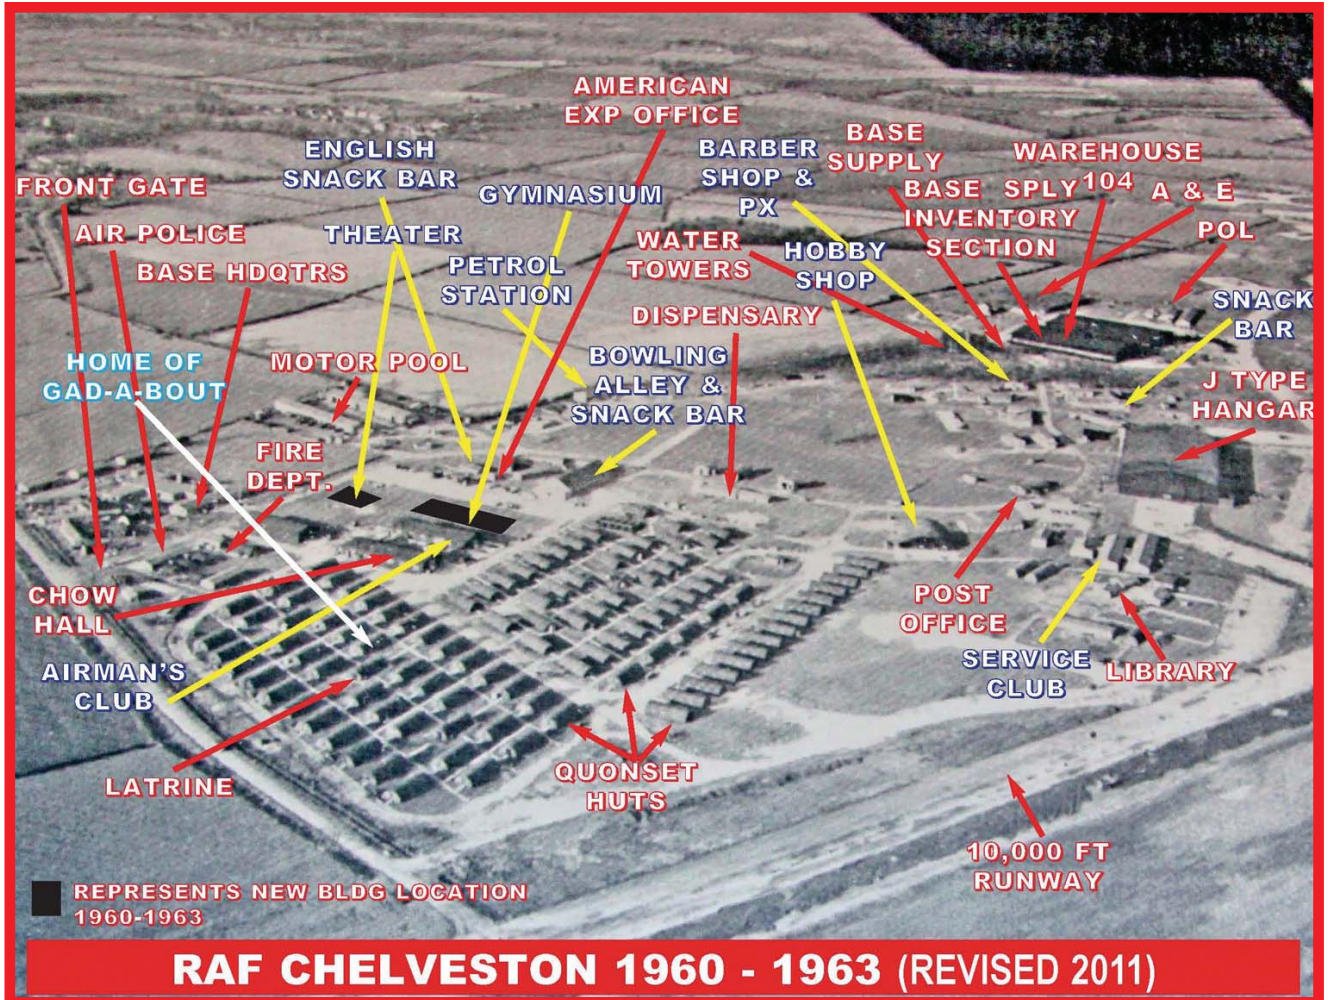 AMERICAN
EXP OFFICE
ENGLISH
SNACK BAR
BARBER
SHOP &
PX
BASE
SUPPLY
WAREHOUSE
104
FRONT GATE
GYMNASIUM
BASE SPLY
INVENTORY
SECTION
A & E
POL
AIR POLICE
THEATER
WATER
TOWERS
HOBBY
SHOP
BASE HDQTRS
PETROL
STATION
DISPENSARY
SNACK
BAR
HOME OF
GAD-A-BOUT
MOTOR POOL
BOWLING
ALLEY &
SNACK BAR
J TYPE
HANGAR
FIRE
DEPT.
CHOW
HALL
POST
OFFICE
AIRMAN'S
CLUB
SERVICE
CLUB
LIBRARY
LATRINE
QUONSET
HUTS
10,000 FT
RUNWAY
REPRESENTS NEW BLDG LOCATION
1960-1963
RAF CHELVESTON 1960 - 1963 (REVISED 2011)